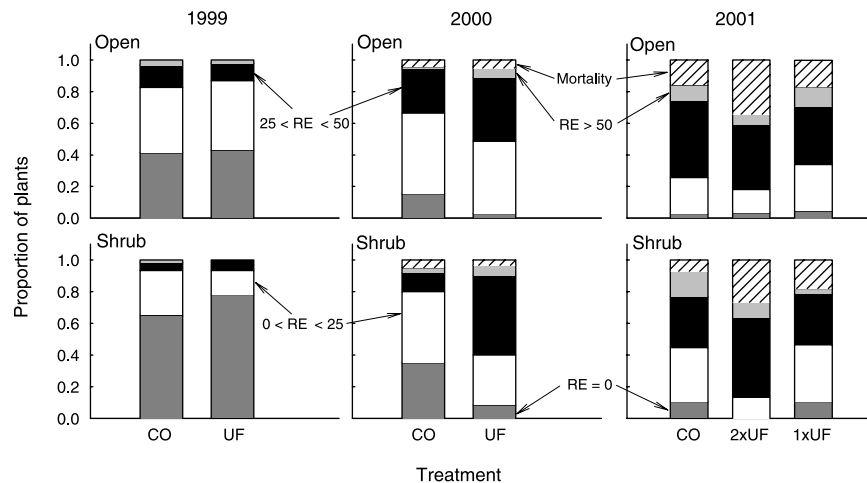 1999 2000 2001
Open Open Open
1.0
0.8
0.6
0.4
0.2
0.0
Mortality
25 < RE < 50
RE > 50
Proportion of plants
Shrub Shrub Shrub
1.0
0.8
0.6
0.4
0.2
0.0
0 < RE < 25
RE = 0
CO UF CO UF CO 2xUF 1xUF
Treatment